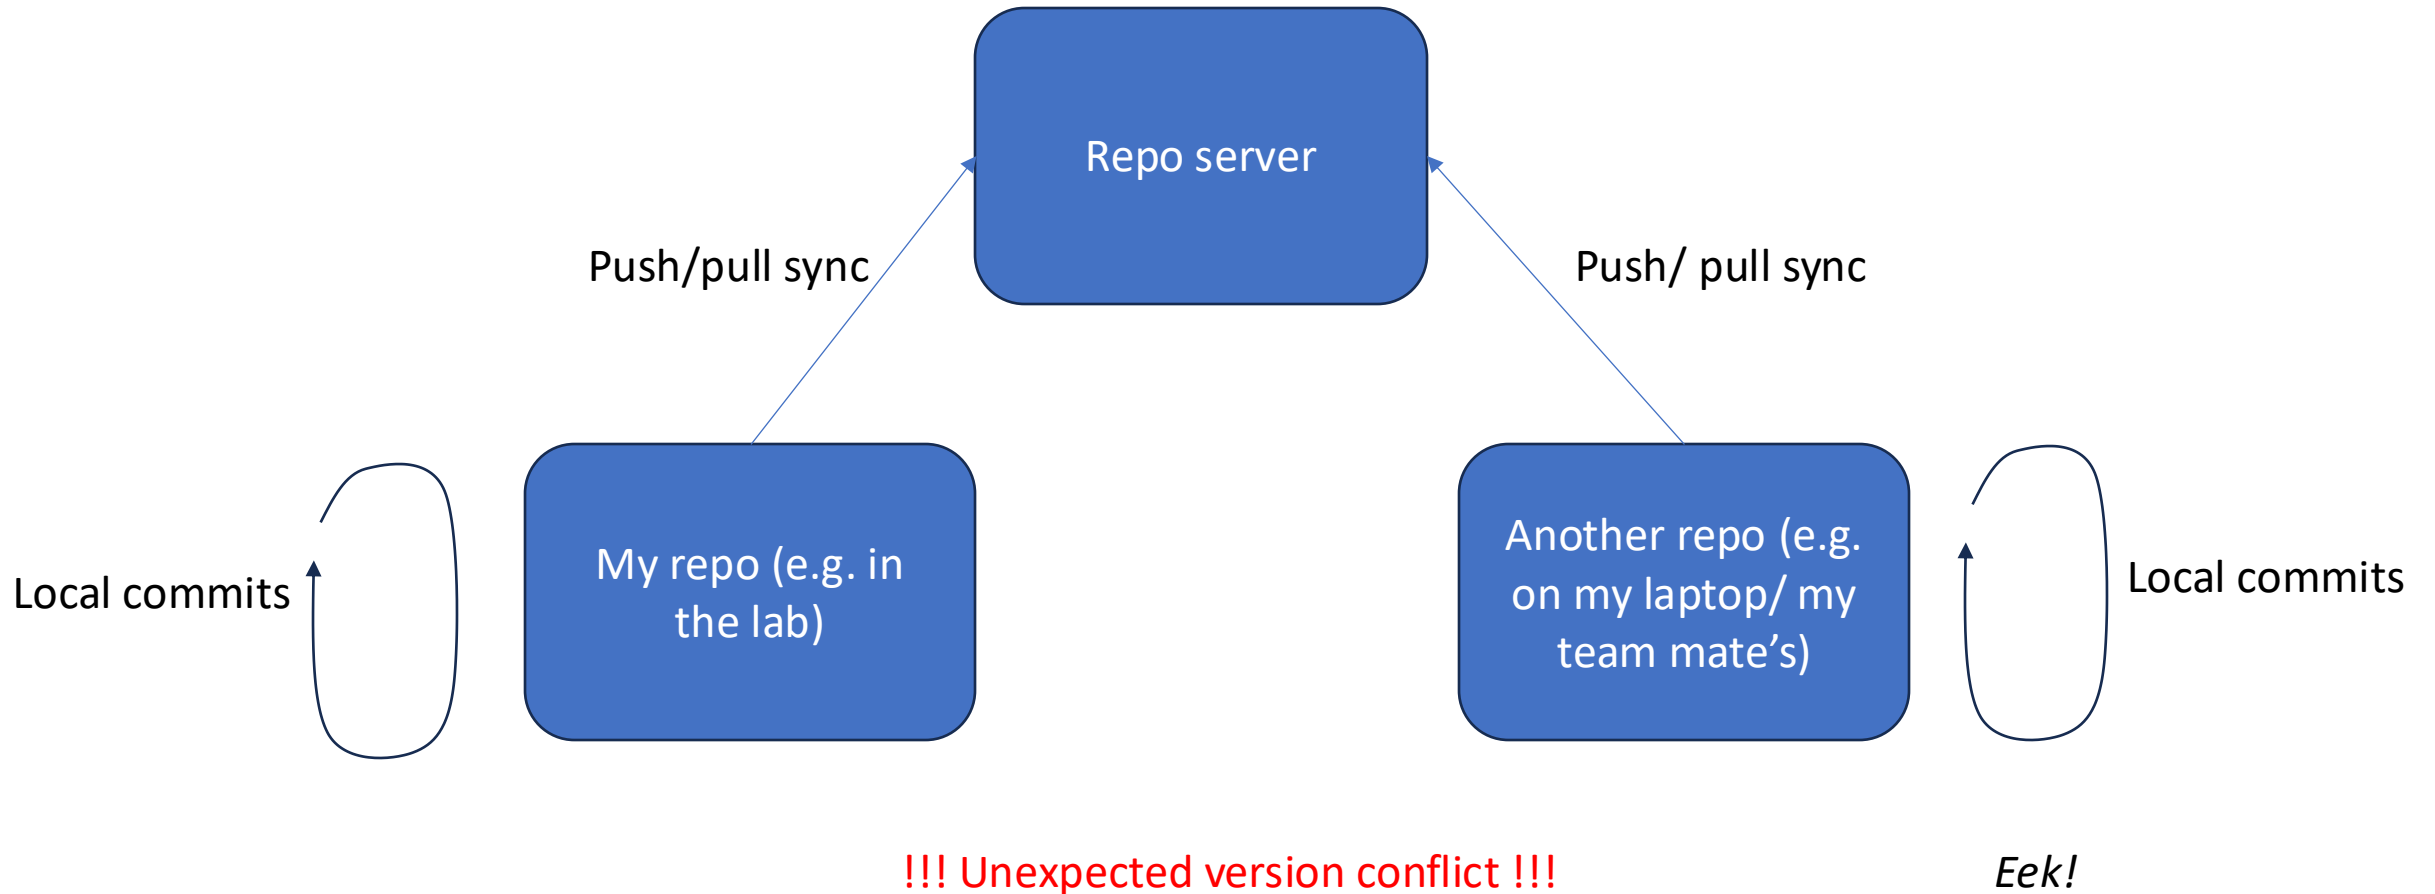 Repo server
Push/pull sync
Push/ pull sync
Local commits
My repo (e.g. in
the lab)
Another repo (e.g.
on my laptop/ my
team mate’s)
Local commits
!!! Unexpected version conflict !!!
Eek!